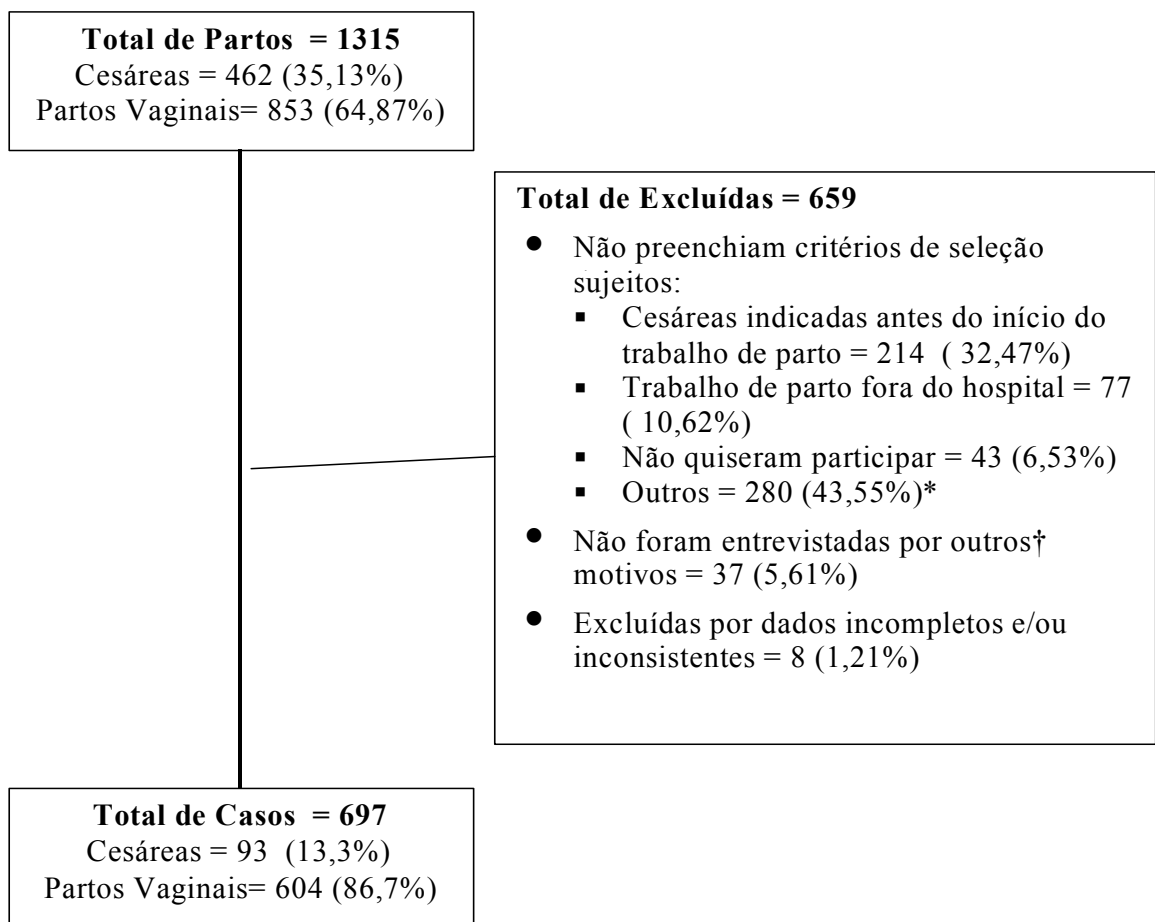 Total de Partos = 1315
Cesáreas = 462 (35,13%)
Partos Vaginais= 853 (64,87%)
Total de Excluídas = 659
● Não preenchiam critérios de seleção
sujeitos:
▪ Cesáreas indicadas antes do início do
trabalho de parto = 214 ( 32,47%)
▪ Trabalho de parto fora do hospital = 77
( 10,62%)
▪ Não quiseram participar = 43 (6,53%)
▪ Outros = 280 (43,55%)*
● Não foram entrevistadas por outros†
motivos = 37 (5,61%)
● Excluídas por dados incompletos e/ou
inconsistentes = 8 (1,21%)
Total de Casos = 697
Cesáreas = 93 (13,3%)
Partos Vaginais= 604 (86,7%)